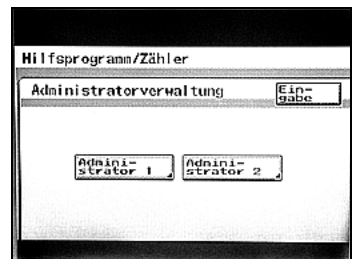 Hilfsprogramm/Zähler
Administratorverwaltung
Ein-
gabe
Admini-
strator 1
Admini-
strator 2